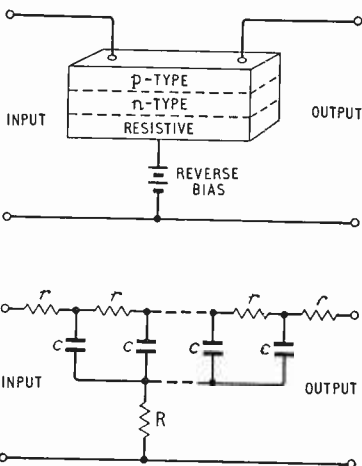 p-TYPE
n-TYPE
RESISTIVE
INPUT
OUTPUT
REVERSE
BIAS
r r r r
C C C C
INPUT
OUTPUT
R